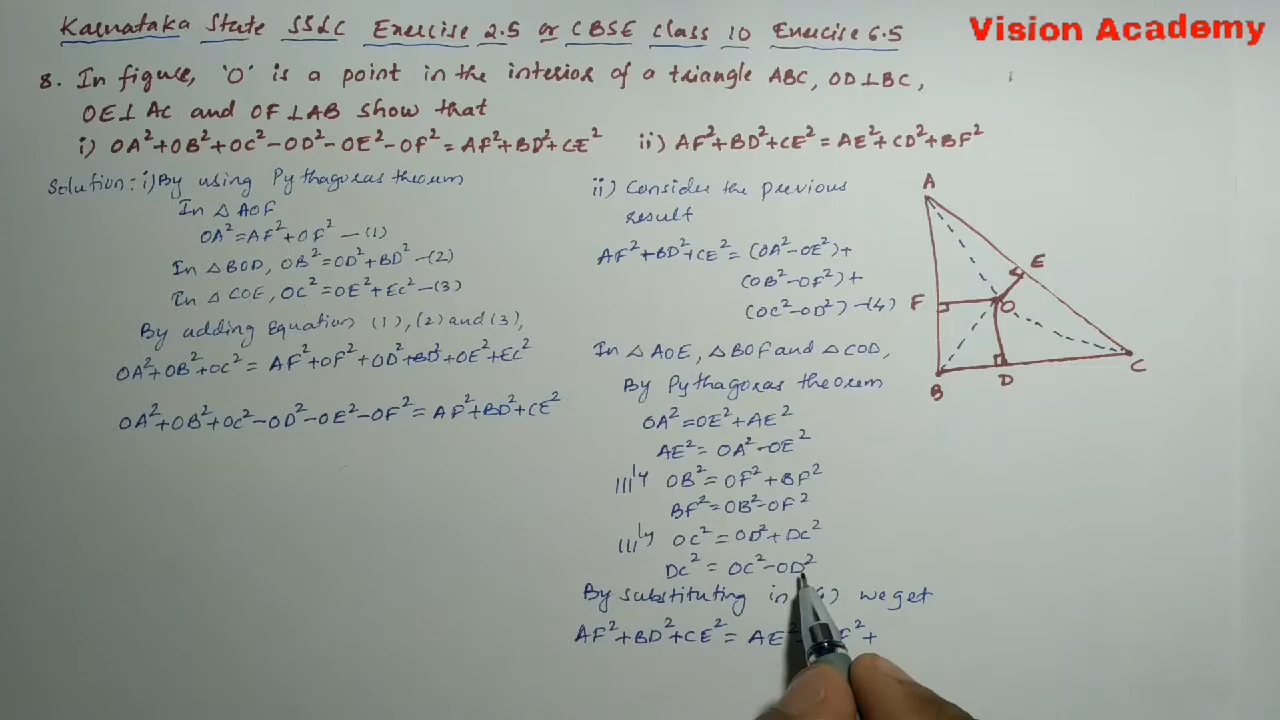 Karnataka State SSLC Exercise 2.5 or CBSE Class 10 Exercise 6.5
Vision Academy
8. In figure, 'O' is a point in the interior of a triangle ABC, OD⊥BC,
OE⊥AC and OF⊥AB show that
i) OA²+OB²+OC²-OD²-OE²-OF²=AF²+BD²+CE² ii) AF²+BD²+CE²=AE²+CD²+BF²
Solution: i) By using Pythagoras theorem
In △AOF
OA²=AF²+OF² —(1)
In △BOD, OB²=OD²+BD² —(2)
In △COE, OC²=OE²+EC² —(3)
By adding Equation (1), (2) and (3),
OA²+OB²+OC² = AF²+OF²+OD²+BD²+OE²+EC²
OA²+OB²+OC²-OD²-OE²-OF²=AF²+BD²+CE²
ii) Consider the previous
result
AF²+BD²+CE²=(OA²-OE²)+
(OB²-OF²)+
(OC²-OD²)-(4)
In △AOE, △BOF and △COD,
By Pythagoras theorem
OA²=OE²+AE²
AE²=OA²-OE²
|||ly OB²=OF²+BF²
BF²=OB²-OF²
|||ly OC²=OD²+DC²
DC²=OC²-OD²
By substituting in we get
AF²+BD²+CE²=AE² +
A
E
F
O
B
D
C